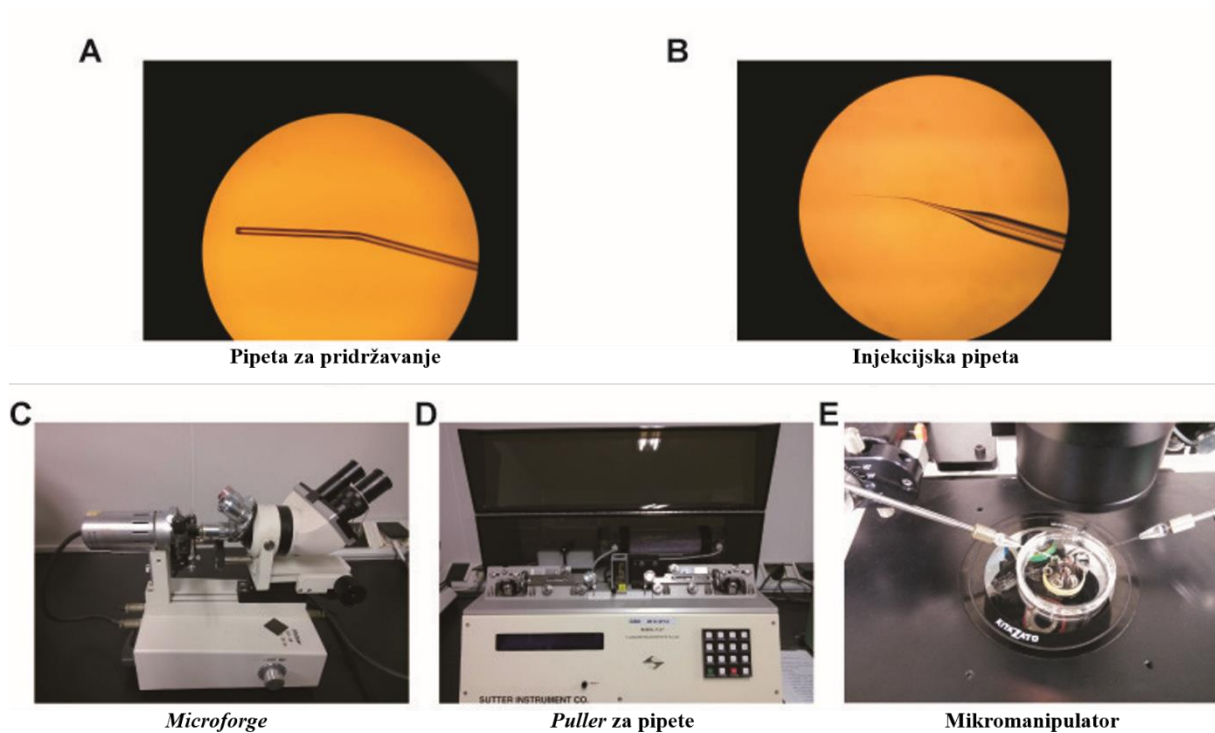 A
B
Pipeta za pridržavanje
Injekcijska pipeta
C
D
E
SUTTER INSTRUMENT CO.
KITAZATO
Microforge
Puller za pipete
Mikromanipulator